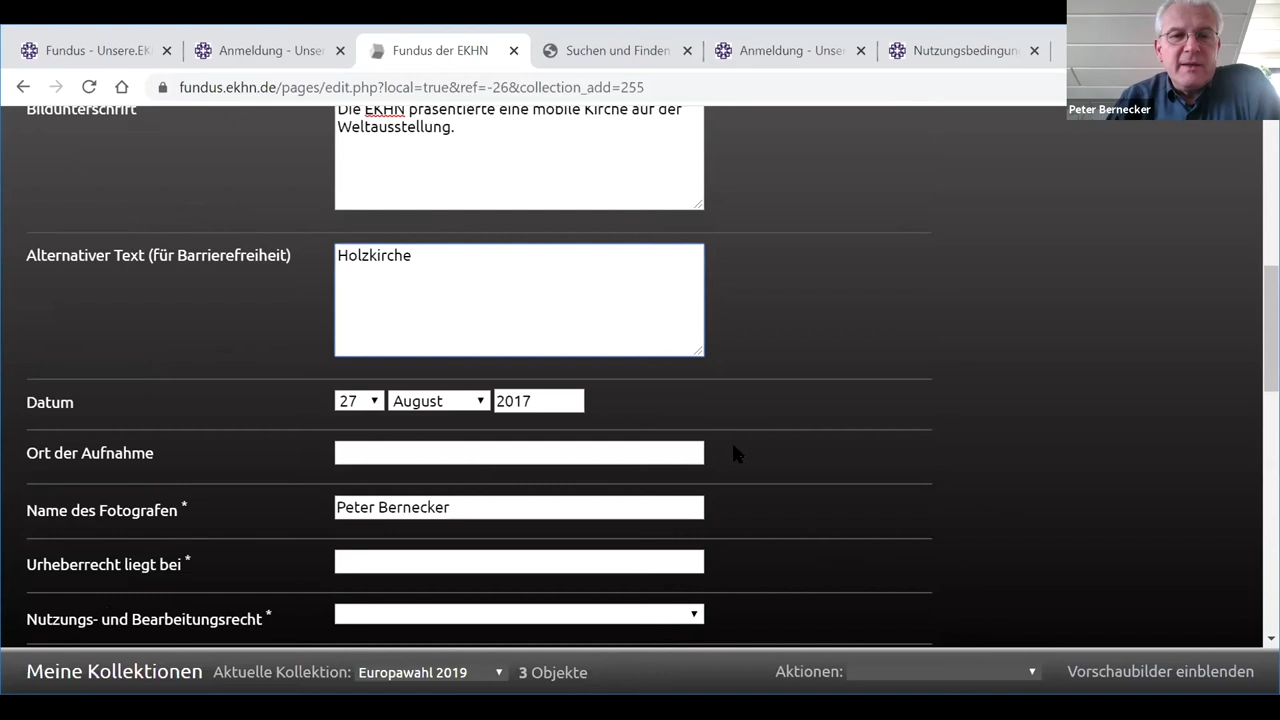 Fundus - Unsere.EK
Anmeldung - Unser
Fundus der EKHN
Suchen und Finden
Anmeldung - Unse
Nutzungsbedingun
fundus.ekhn.de/pages/edit.php?local=true&ref=-26&collection_add=255
Peter Bernecker
Bildunterschrift
Die EKHN präsentierte eine mobile Kirche auf der
Weltausstellung.
Alternativer Text (für Barrierefreiheit)
Holzkirche
Datum
27 August 2017
Ort der Aufnahme
Name des Fotografen *
Peter Bernecker
Urheberrecht liegt bei *
Nutzungs- und Bearbeitungsrecht *
Meine Kollektionen Aktuelle Kollektion: Europawahl 2019 3 Objekte Aktionen: Vorschaubilder einblenden